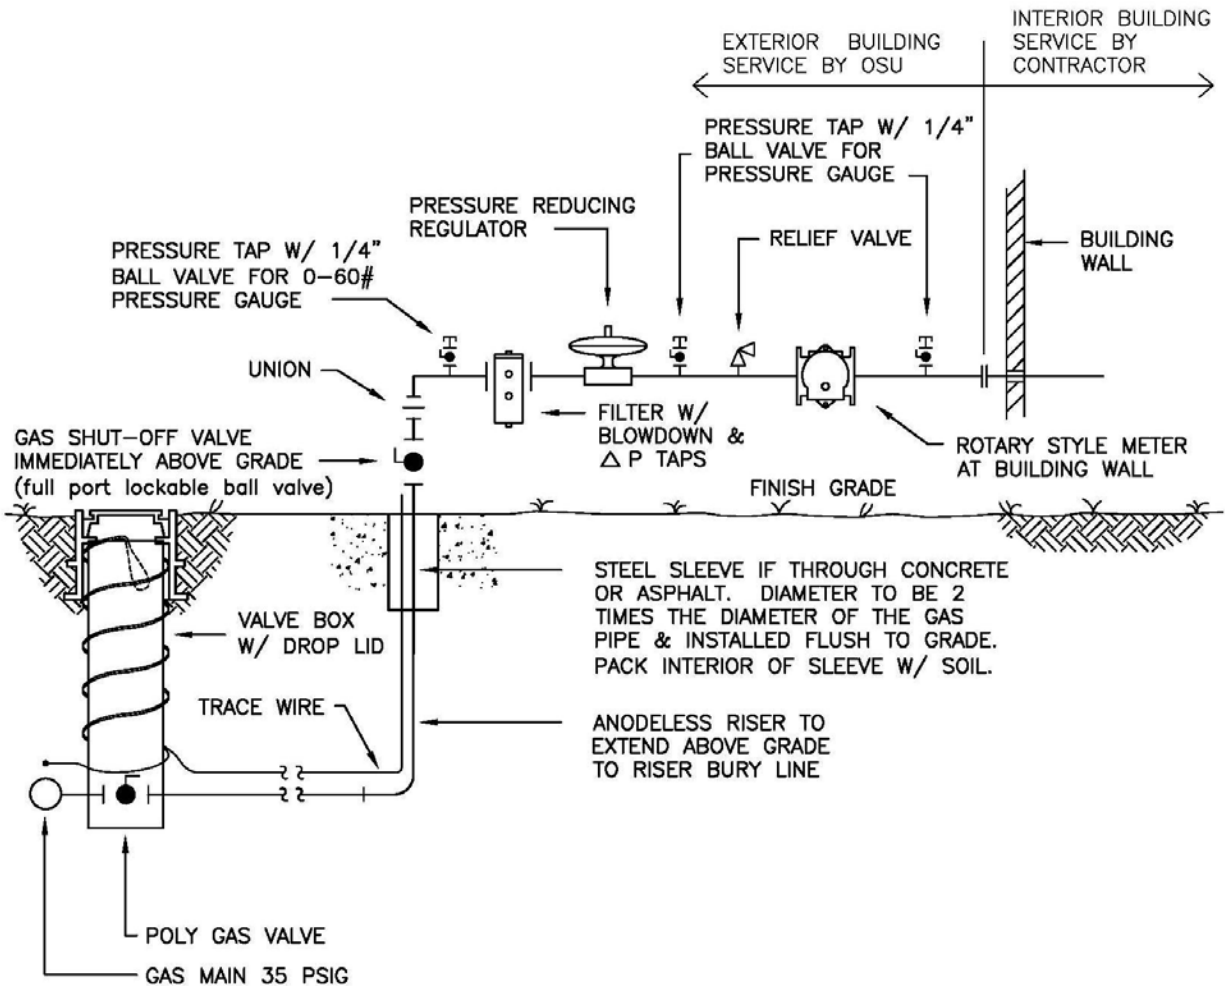 INTERIOR BUILDING
SERVICE BY
CONTRACTOR
EXTERIOR BUILDING
SERVICE BY OSU
PRESSURE TAP W/ 1/4"
BALL VALVE FOR
PRESSURE GAUGE
PRESSURE REDUCING
REGULATOR
RELIEF VALVE
BUILDING
WALL
PRESSURE TAP W/ 1/4"
BALL VALVE FOR 0-60#
PRESSURE GAUGE
UNION
FILTER W/
BLOWDOWN &
△ P TAPS
ROTARY STYLE METER
AT BUILDING WALL
GAS SHUT-OFF VALVE
IMMEDIATELY ABOVE GRADE
(full port lockable ball valve)
FINISH GRADE
STEEL SLEEVE IF THROUGH CONCRETE
OR ASPHALT. DIAMETER TO BE 2
TIMES THE DIAMETER OF THE GAS
PIPE & INSTALLED FLUSH TO GRADE.
PACK INTERIOR OF SLEEVE W/ SOIL.
VALVE BOX
W/ DROP LID
TRACE WIRE
ANODELESS RISER TO
EXTEND ABOVE GRADE
TO RISER BURY LINE
POLY GAS VALVE
GAS MAIN 35 PSIG